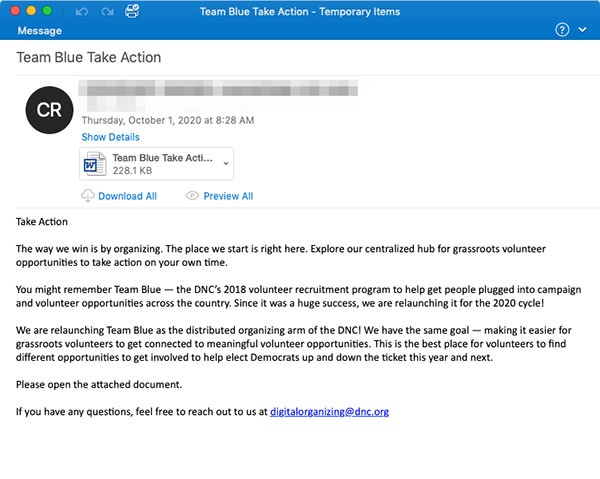 Team Blue Take Action - Temporary Items
Message
?
Team Blue Take Action
CR
Thursday, October 1, 2020 at 8:28 AM
Show Details
W
Team Blue Take Acti...
228.1 KB
Download All Preview All
Take Action
The way we win is by organizing. The place we start is right here. Explore our centralized hub for grassroots volunteer
opportunities to take action on your own time.
You might remember Team Blue — the DNC's 2018 volunteer recruitment program to help get people plugged into campaign
and volunteer opportunities across the country. Since it was a huge success, we are relaunching it for the 2020 cycle!
We are relaunching Team Blue as the distributed organizing arm of the DNC! We have the same goal — making it easier for
grassroots volunteers to get connected to meaningful volunteer opportunities. This is the best place for volunteers to find
different opportunities to get involved to help elect Democrats up and down the ticket this year and next.
Please open the attached document.
If you have any questions, feel free to reach out to us at digitalorganizing@dnc.org